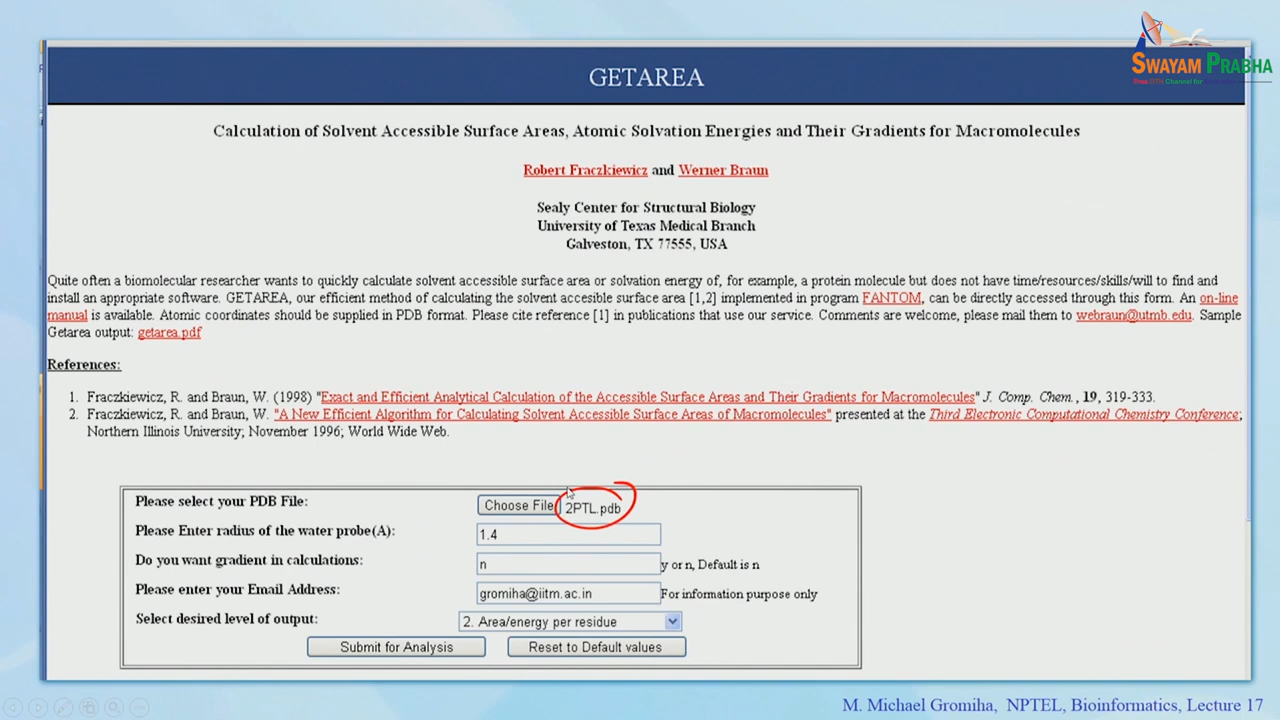 SWAYAM PRABHA
GETAREA
Calculation of Solvent Accessible Surface Areas, Atomic Solvation Energies and Their Gradients for Macromolecules
Robert Fraczkiewicz and Werner Braun
Sealy Center for Structural Biology
University of Texas Medical Branch
Galveston, TX 77555, USA
Quite often a biomolecular researcher wants to quickly calculate solvent accessible surface area or solvation energy of, for example, a protein molecule but does not have time/resources/skills/will to find and
install an appropriate software. GETAREA, our efficient method of calculating the solvent accesible surface area [1,2] implemented in program FANTOM, can be directly accessed through this form. An on-line
manual is available. Atomic coordinates should be supplied in PDB format. Please cite reference [1] in publications that use our service. Comments are welcome, please mail them to webraun@utmb.edu. Sample
Getarea output: getarea.pdf
References:
1. Fraczkiewicz, R. and Braun, W. (1998) "Exact and Efficient Analytical Calculation of the Accessible Surface Areas and Their Gradients for Macromolecules" J. Comp. Chem., 19, 319-333.
2. Fraczkiewicz, R. and Braun, W. "A New Efficient Algorithm for Calculating Solvent Accessible Surface Areas of Macromolecules" presented at the Third Electronic Computational Chemistry Conference;
Northern Illinois University; November 1996; World Wide Web.
Please select your PDB File: Choose File 2PTL.pdb
Please Enter radius of the water probe(A): 1.4
Do you want gradient in calculations: n y or n, Default is n
Please enter your Email Address: gromiha@iitm.ac.in For information purpose only
Select desired level of output: 2. Area/energy per residue
Submit for Analysis Reset to Default values
M. Michael Gromiha, NPTEL, Bioinformatics, Lecture 17